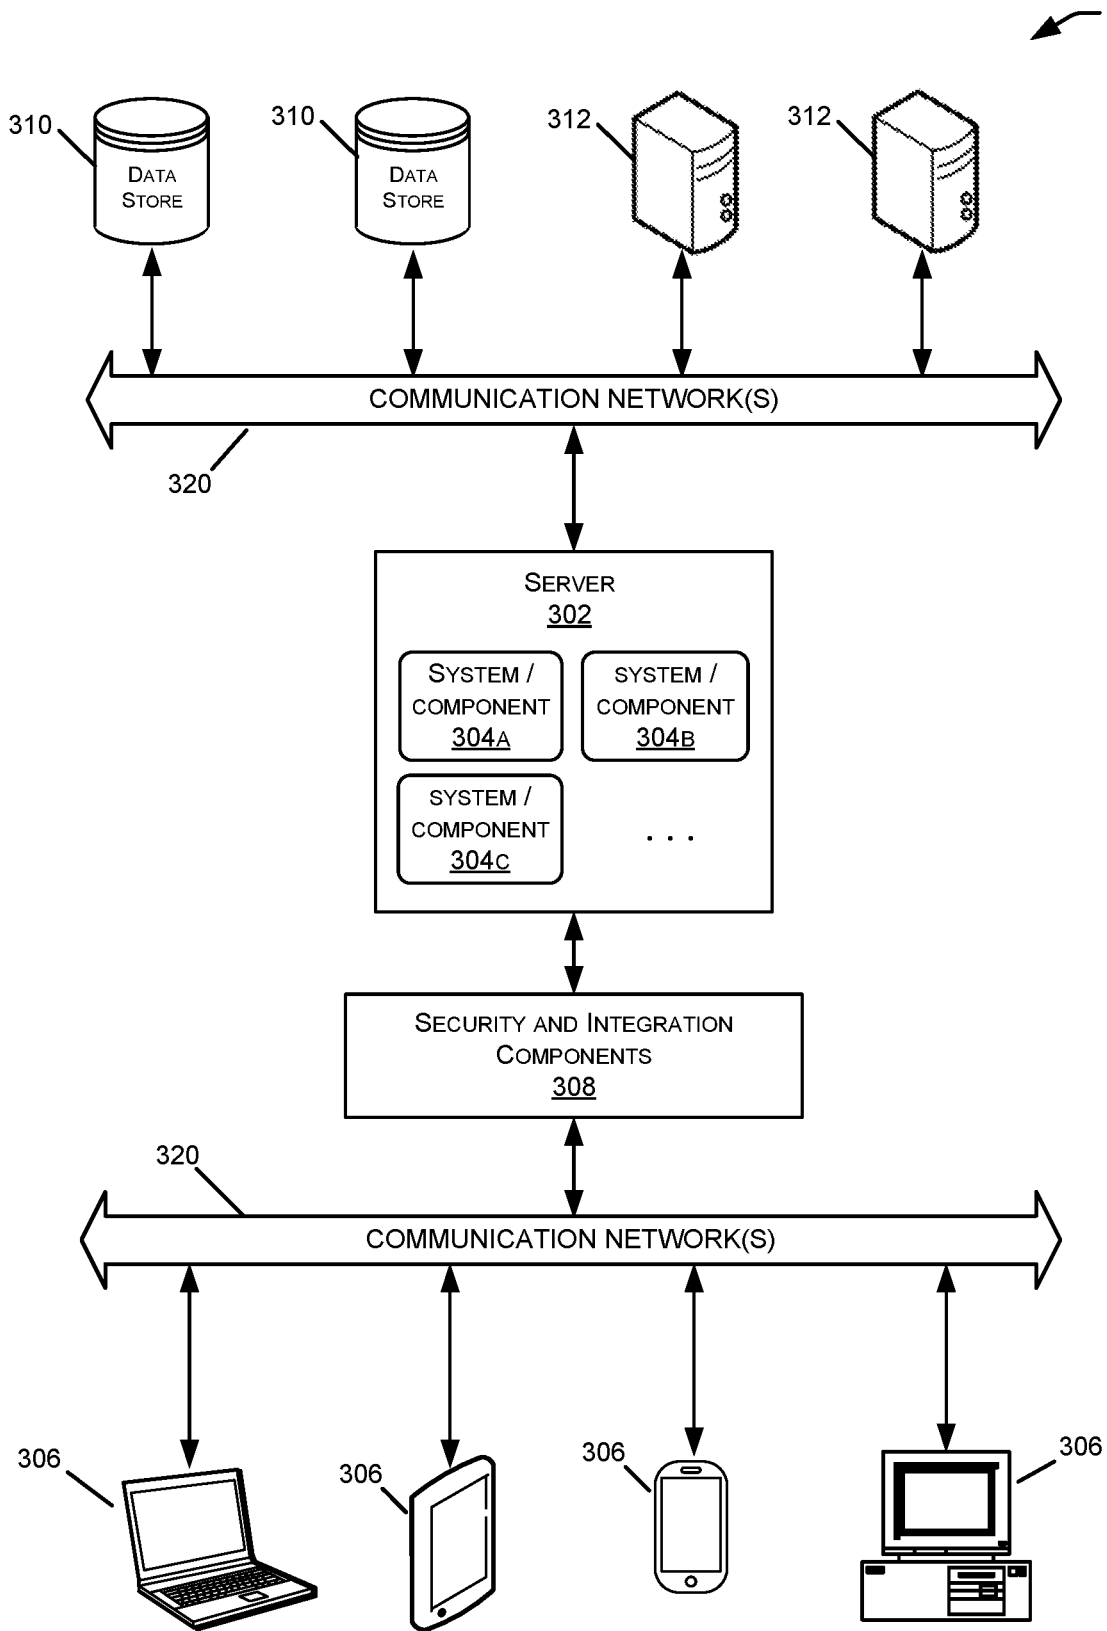 310
310
312
312
DATA
STORE
DATA
STORE
COMMUNICATION NETWORK(S)
320
SERVER
302
SYSTEM /
COMPONENT
304A
SYSTEM /
COMPONENT
304B
SYSTEM /
COMPONENT
304C
. . .
SECURITY AND INTEGRATION
COMPONENTS
308
320
COMMUNICATION NETWORK(S)
306
306
306
306